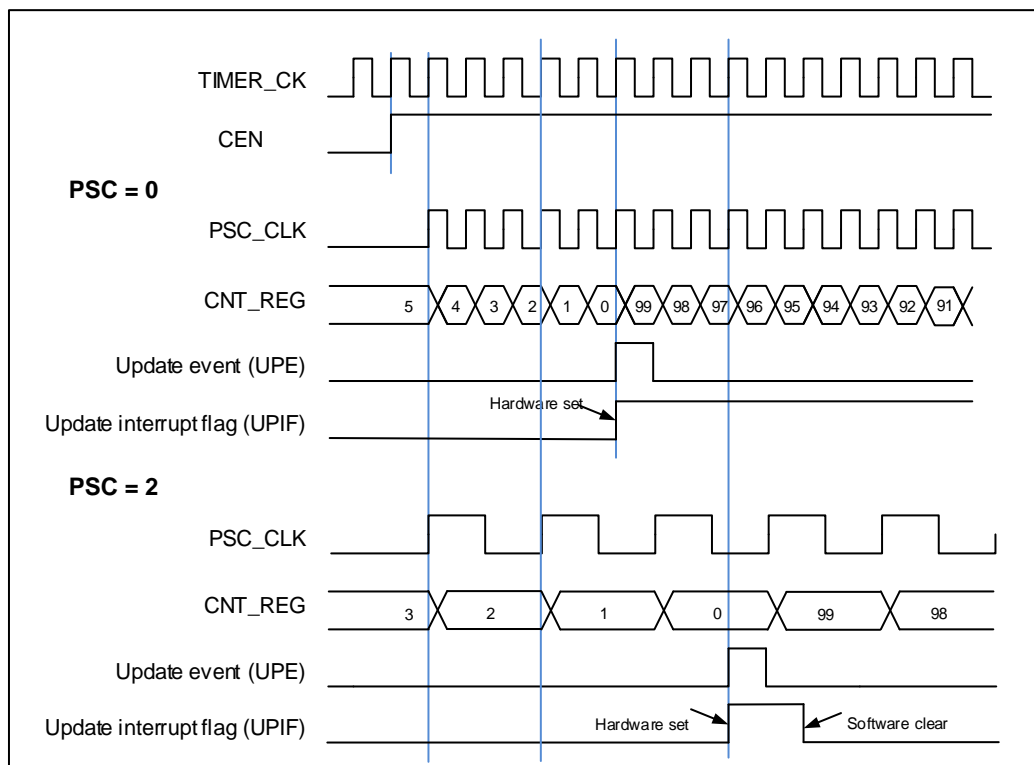 TIMER_CK
CEN
PSC = 0
PSC_CLK
CNT_REG 5 4 3 2 1 0 99 98 97 96 95 94 93 92 91
Update event (UPE)
Hardware set
Update interrupt flag (UPIF)
PSC = 2
PSC_CLK
CNT_REG 3 2 1 0 99 98
Update event (UPE)
Update interrupt flag (UPIF) Hardware set Software clear